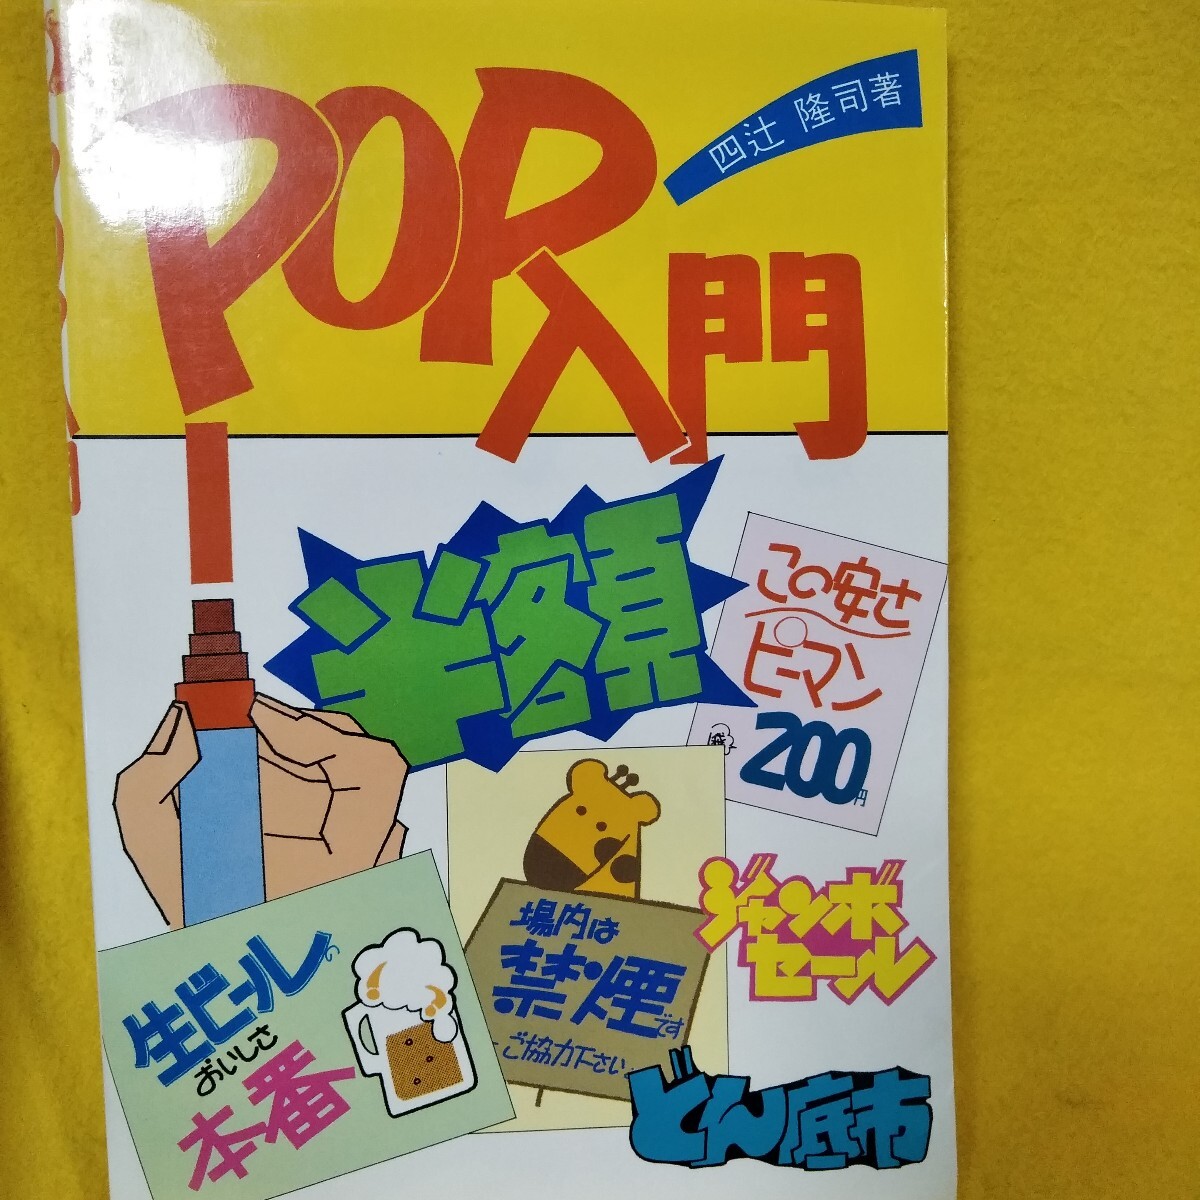 POP入門
四辻 隆司著
半額
この安さ
ピーマン
200円
場内は
禁煙です
ご協力下さい。
ジャンボ
セール
生ビールの
おいしさ
本番
どん底市